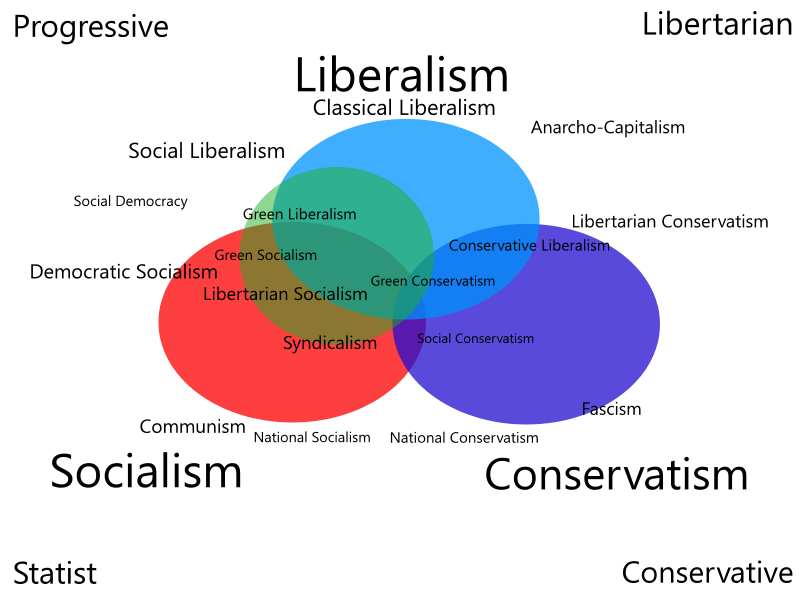 Progressive
Libertarian
Liberalism
Classical Liberalism
Anarcho-Capitalism
Social Liberalism
Social Democracy
Green Liberalism
Libertarian Conservatism
Conservative Liberalism
Green Socialism
Democratic Socialism
Green Conservatism
Libertarian Socialism
Syndicalism
Social Conservatism
Fascism
Communism
National Socialism
National Conservatism
Socialism
Conservatism
Statist
Conservative